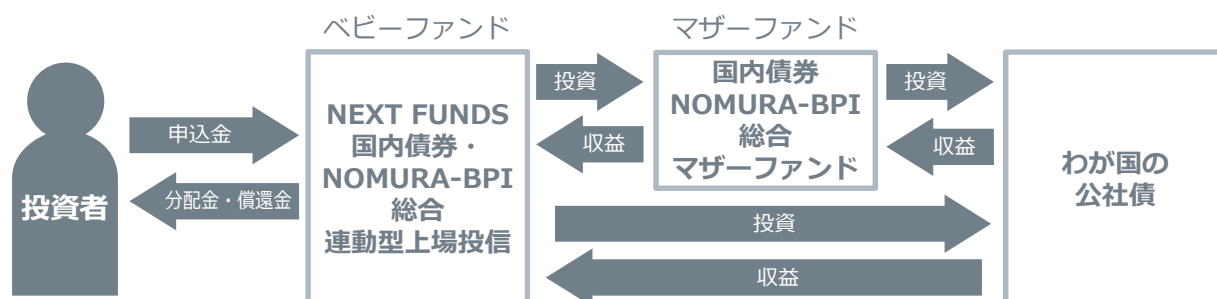 ベビーファンド
マザーファンド
投資者
申込金
分配金・償還金
NEXT FUNDS
国内債券・
NOMURA-BPI
総合
連動型上場投信
投資
収益
国内債券
NOMURA-BPI
総合
マザーファンド
投資
収益
投資
収益
わが国の
公社債